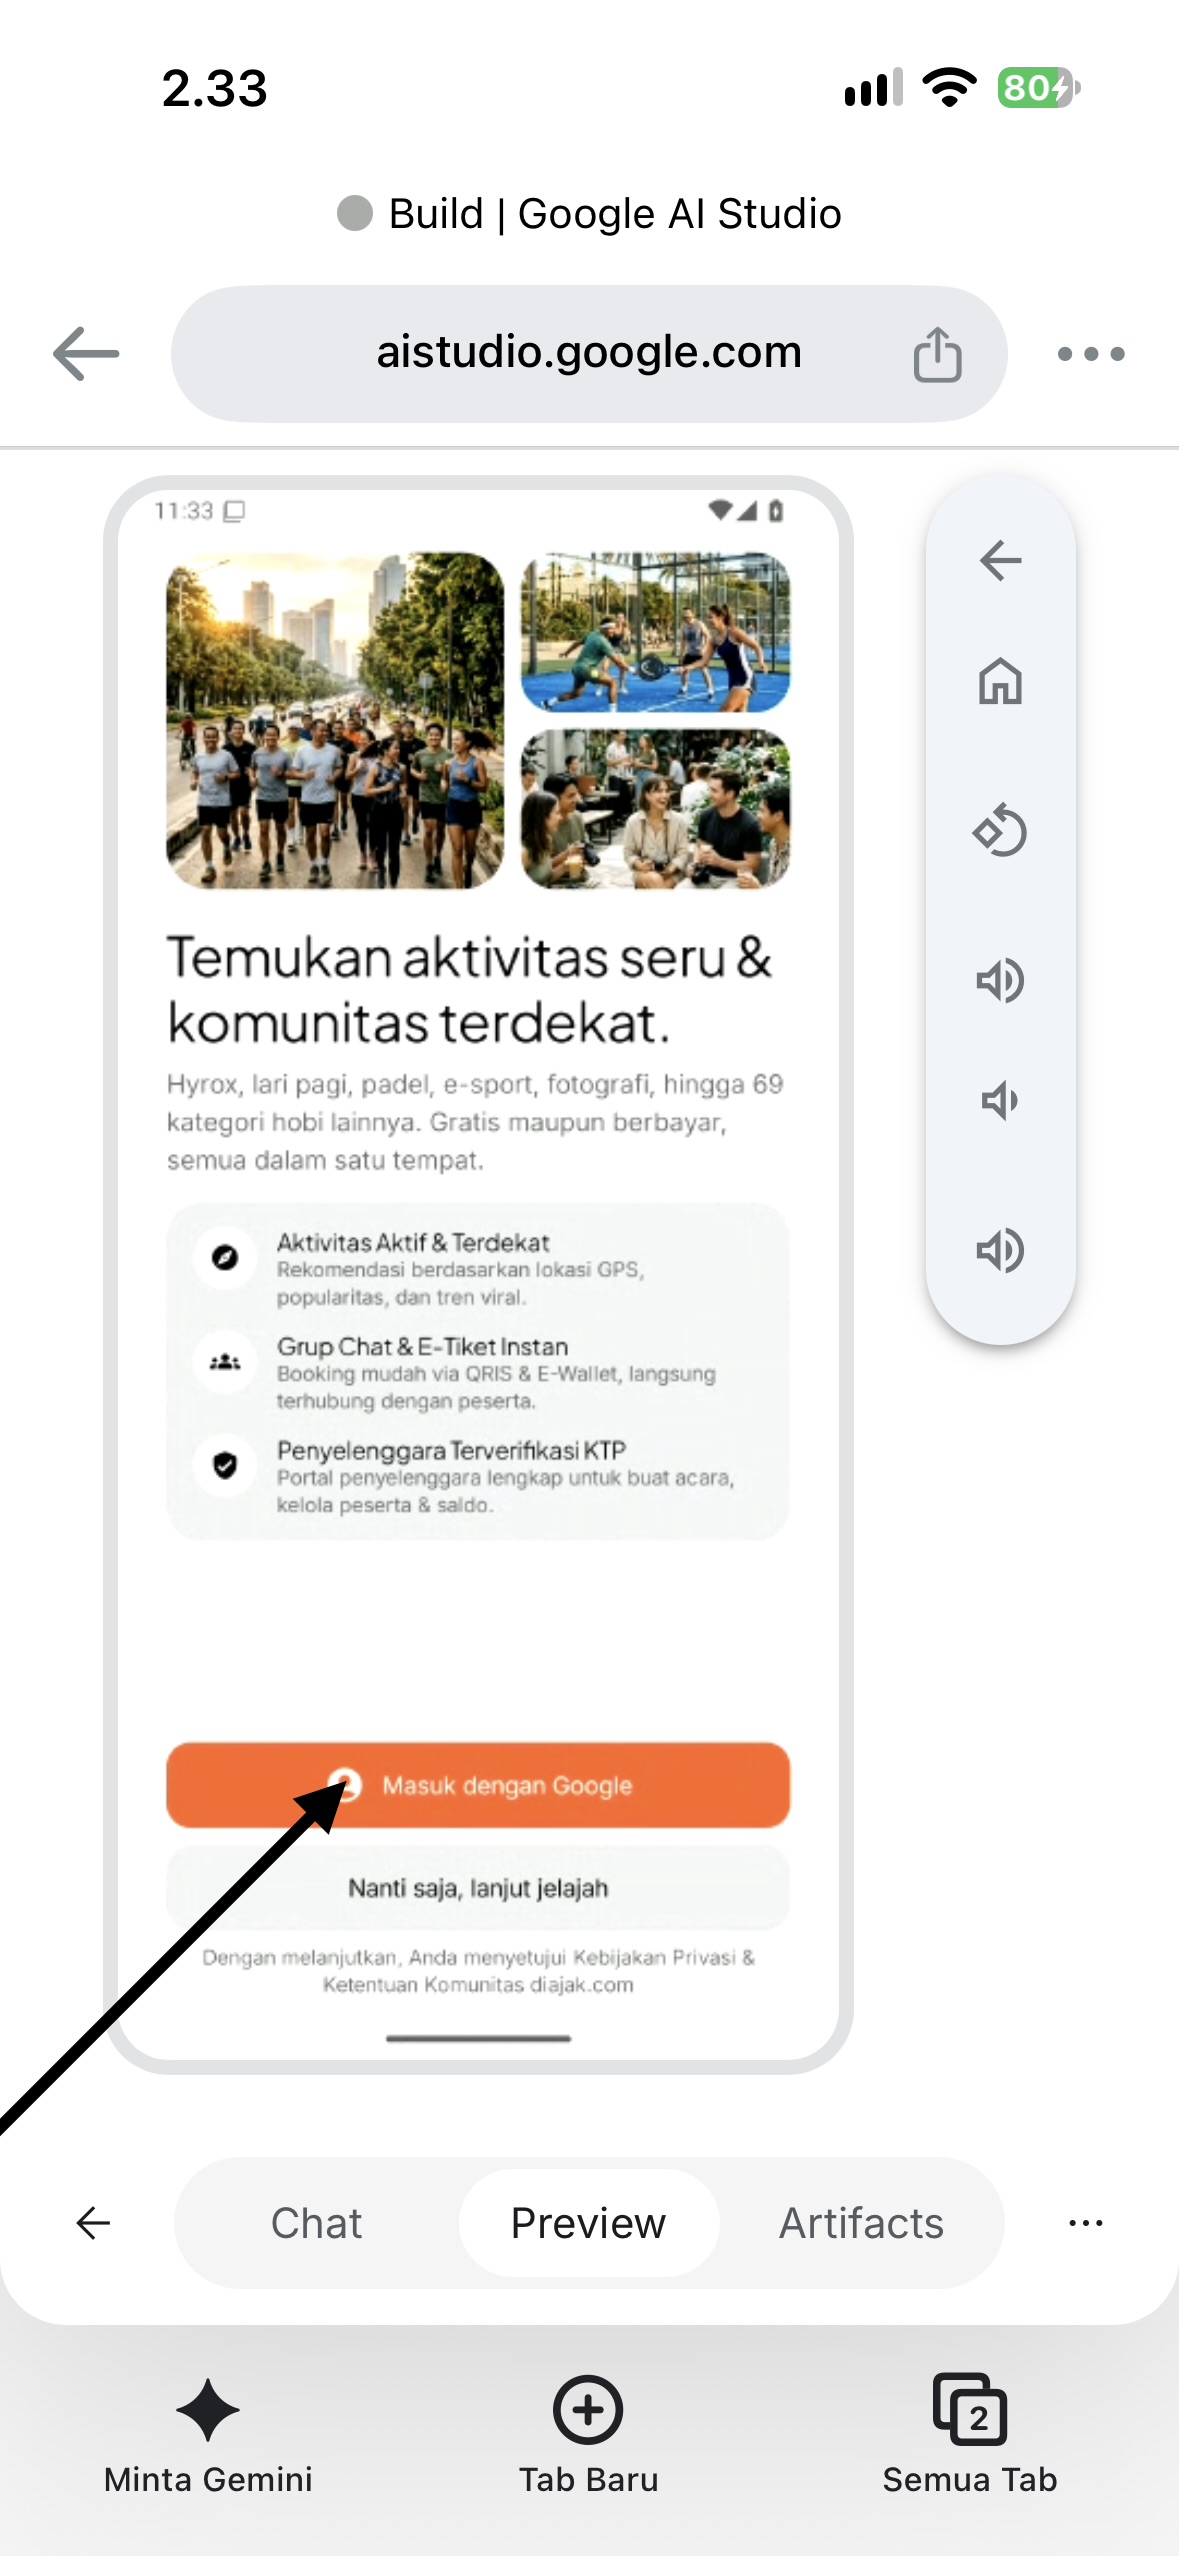 2.33
80
Build | Google AI Studio
aistudio.google.com
11:33
Temukan aktivitas seru &
komunitas terdekat.
Hyrox, lari pagi, padel, e-sport, fotografi, hingga 69
kategori hobi lainnya. Gratis maupun berbayar,
semua dalam satu tempat.
Aktivitas Aktif & Terdekat
Rekomendasi berdasarkan lokasi GPS,
popularitas, dan tren viral.
Grup Chat & E-Tiket Instan
Booking mudah via QRIS & E-Wallet, langsung
terhubung dengan peserta.
Penyelenggara Terverifikasi KTP
Portal penyelenggara lengkap untuk buat acara,
kelola peserta & saldo.
Masuk dengan Google
Nanti saja, lanjut jelajah
Dengan melanjutkan, Anda menyetujui Kebijakan Privasi &
Ketentuan Komunitas diajak.com
Chat
Preview
Artifacts
2
Minta Gemini
Tab Baru
Semua Tab